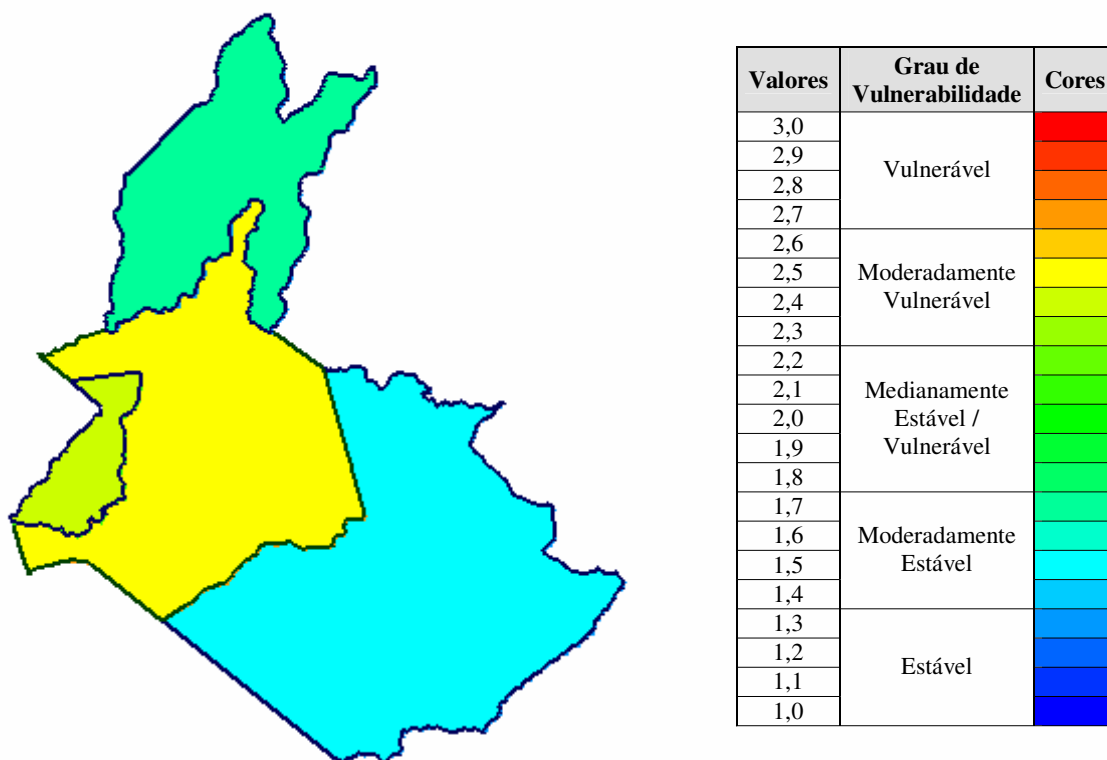 Valores Grau de Vulnerabilidade Cores
3,0
2,9
2,8
2,7
Vulnerável
2,6
2,5
2,4
2,3
Moderadamente
Vulnerável
2,2
2,1
2,0
1,9
1,8
Medianamente
Estável /
Vulnerável
1,7
1,6
1,5
1,4
Moderadamente
Estável
1,3
1,2
1,1
1,0
Estável